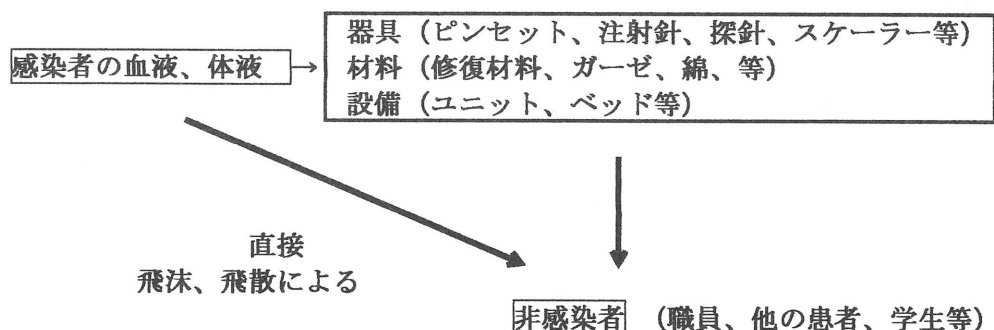 器具（ピンセット、注射針、探針、スケーラー等）
感染者の血液、体液
材料（修復材料、ガーゼ、綿、等）
設備（ユニット、ベッド等）
直接
飛沫、飛散による
非感染者　（職員、他の患者、学生等）